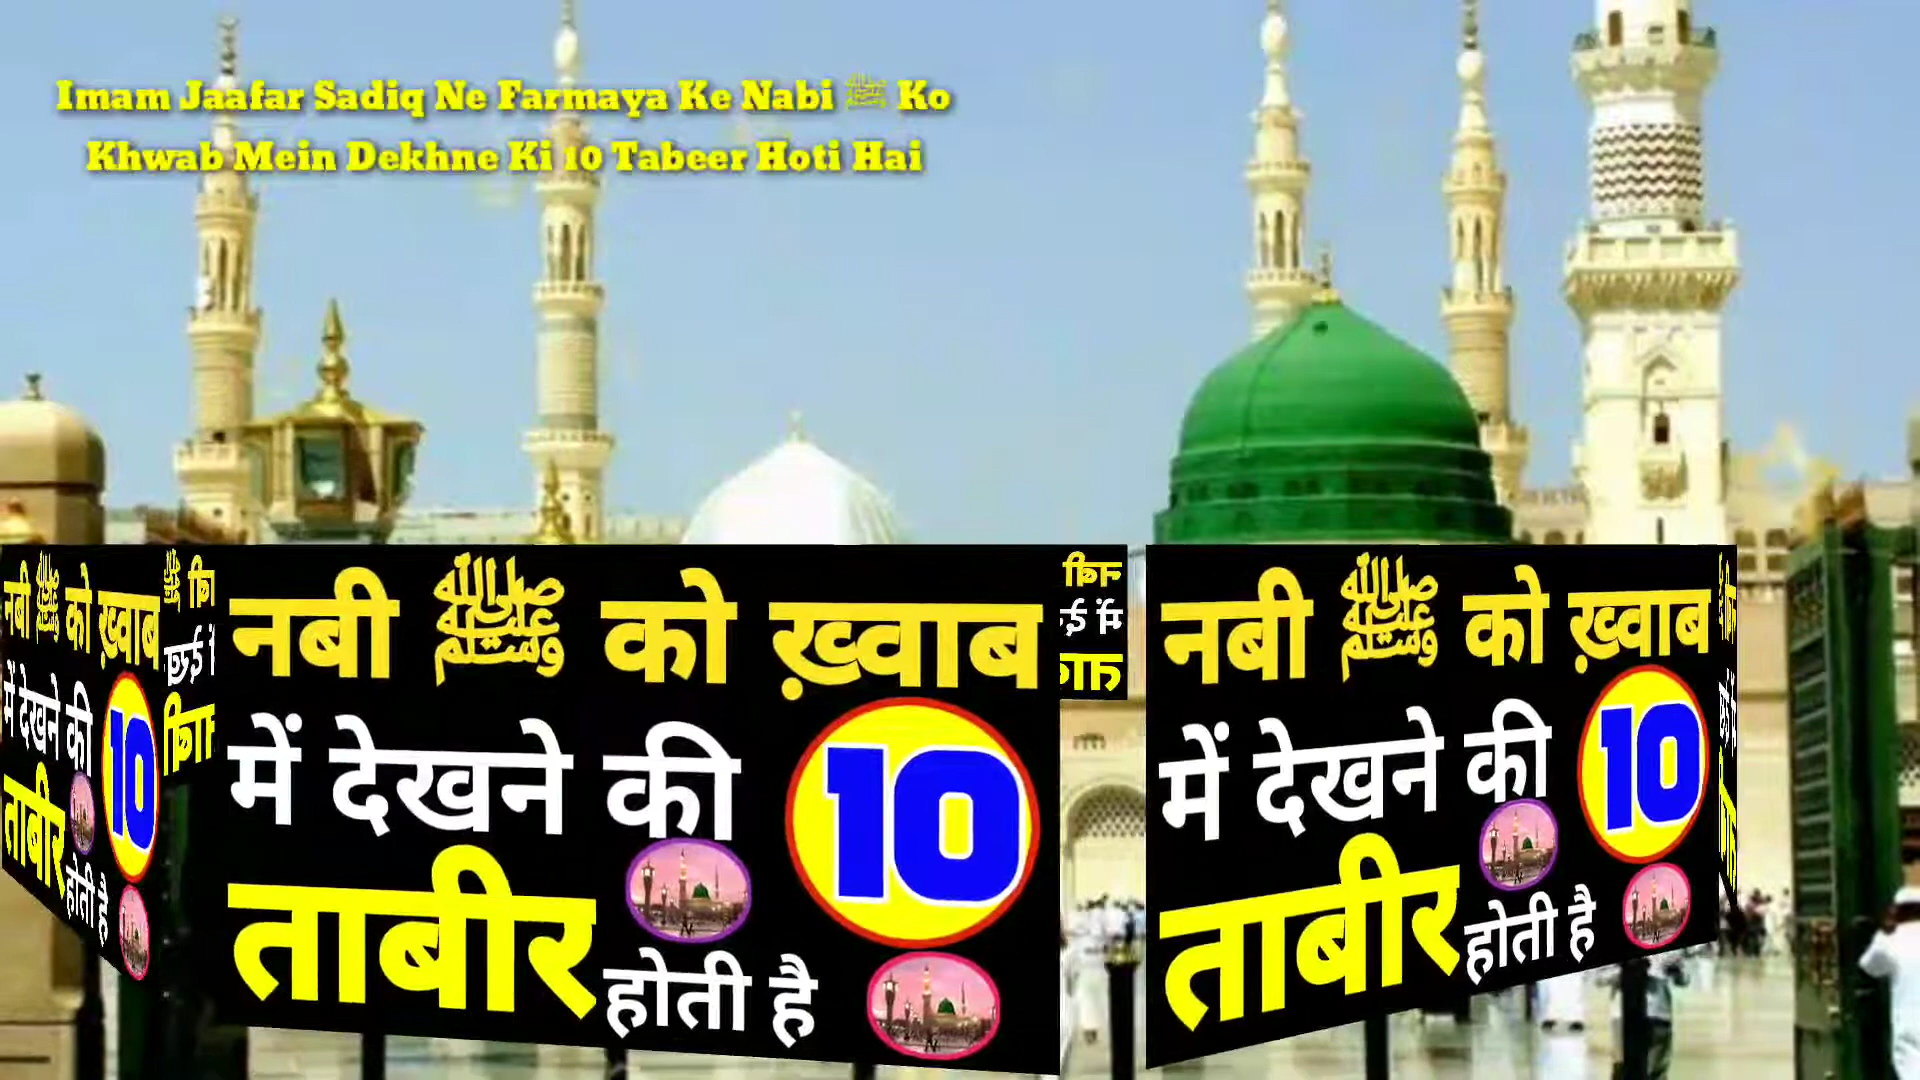 Imam Jaafar Sadiq Ne Farmaya Ke Nabi ﷺ Ko
Khwab Mein Dekhne Ki 10 Tabeer Hoti Hai
नबी ﷺ को ख़्वाब
में देखने की 10
ताबीर होती है
नबी ﷺ को ख़्वाब
में देखने की 10
ताबीर होती है
नबी ﷺ को ख़्वाब
में देखने की 10
ताबीर होती है